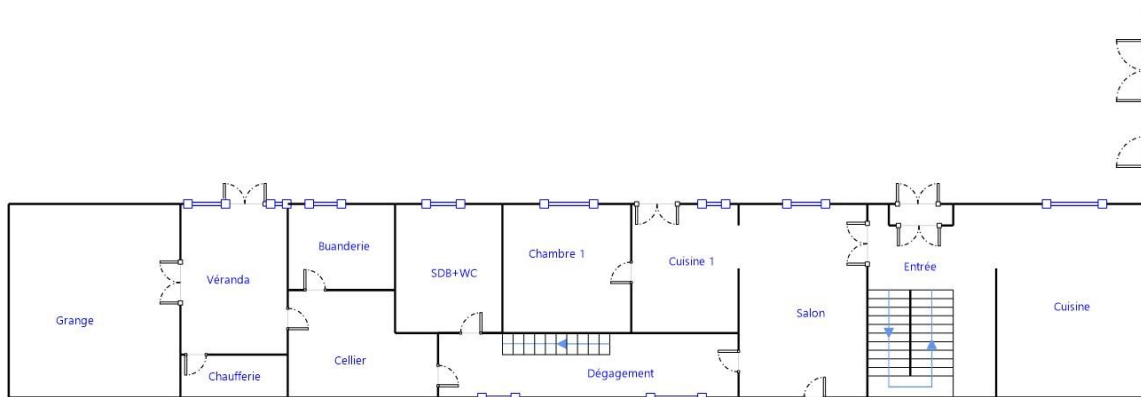 Buanderie
Chambre 1
Cuisine 1
Entrée
SDB+WC
Véranda
Cuisine
Salon
Grange
Cellier
Dégagement
Chaufferie